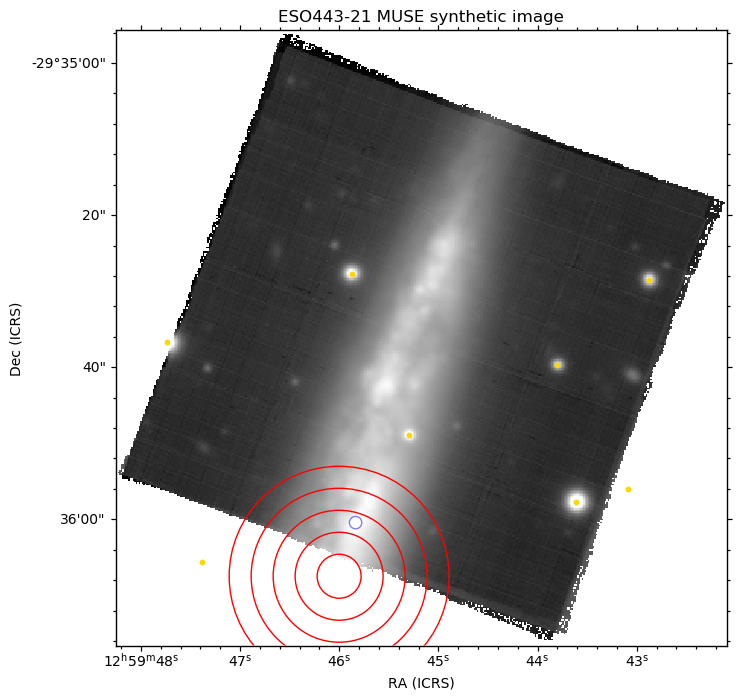 ESO443-21 MUSE synthetic image
-29°35'00"
20"
40"
36'00"
Dec (ICRS)
12ʰ59ᵐ48ˢ 47ˢ 46ˢ 45ˢ 44ˢ 43ˢ
RA (ICRS)